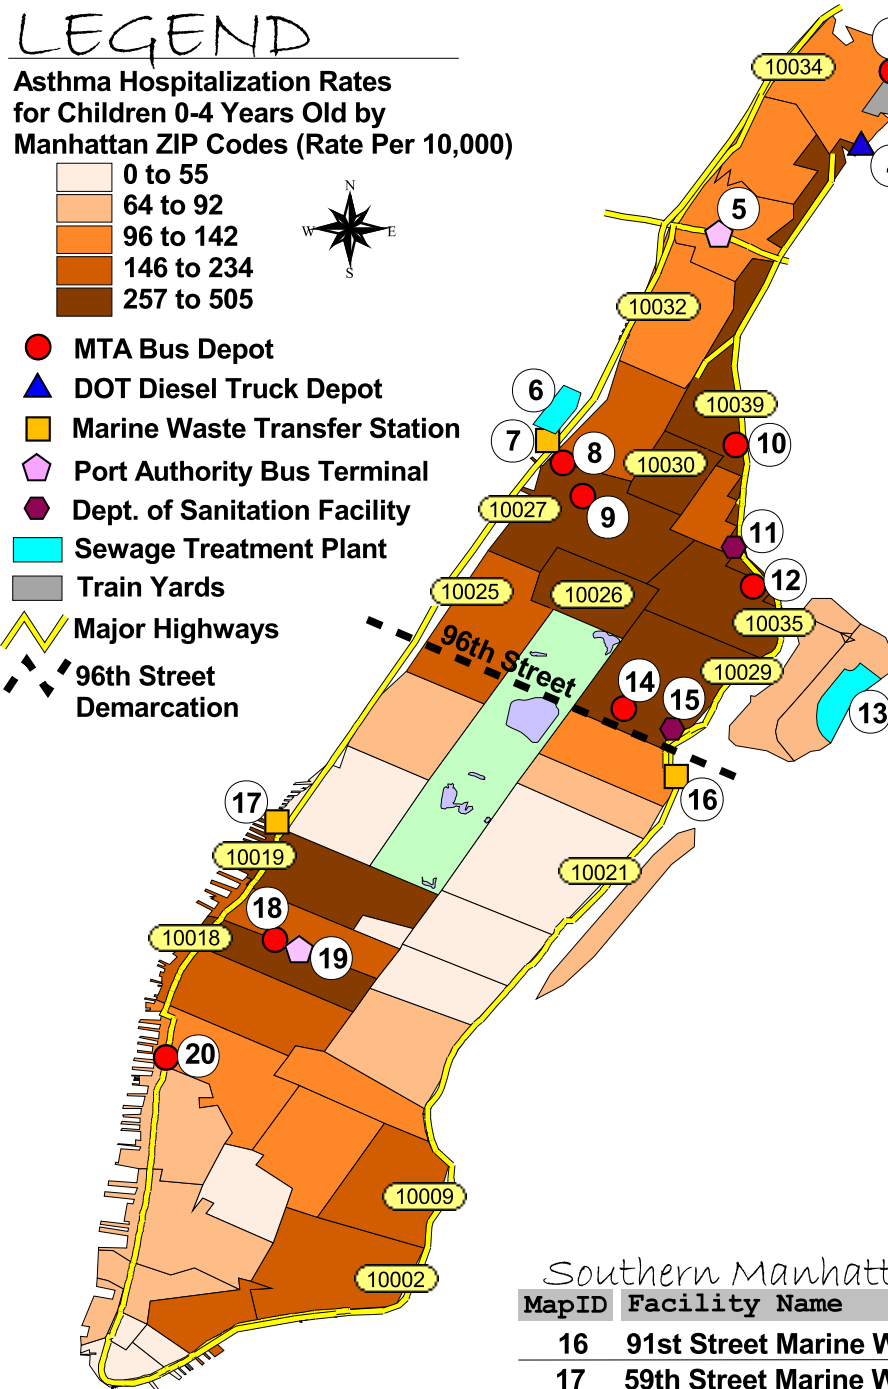 LEGEND
Asthma Hospitalization Rates
for Children 0-4 Years Old by
Manhattan ZIP Codes (Rate Per 10,000)
0 to 55
64 to 92
96 to 142
146 to 234
257 to 505
N
W E
S
MTA Bus Depot
DOT Diesel Truck Depot
Marine Waste Transfer Station
Port Authority Bus Terminal
Dept. of Sanitation Facility
Sewage Treatment Plant
Train Yards
Major Highways
96th Street
Demarcation
10034
5
10032
6
7
8
10039
10
10030
10027
9
11
10025
10026
12
10035
96th Street
10029
14
15
13
16
17
10019
10021
18
10018
19
20
10009
10002
Southern Manhatt
MapID Facility Name
16 91st Street Marine W
17 59th Street Marine W